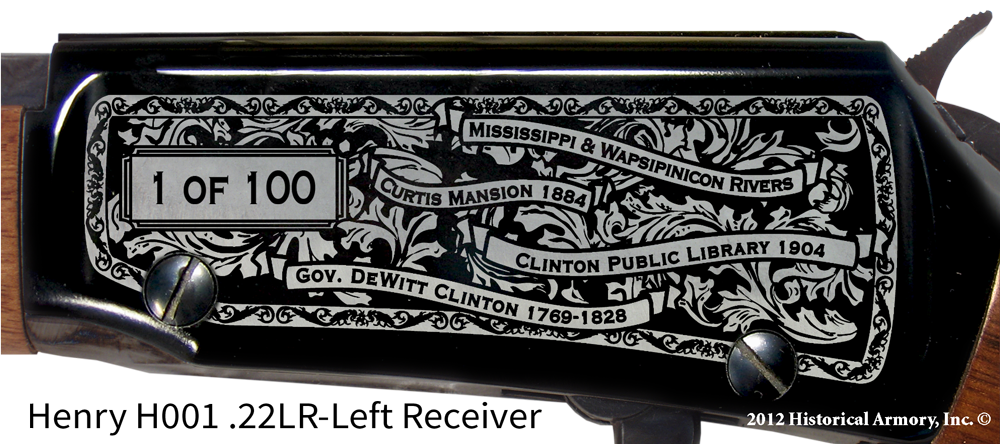 Mississippi & Wapsipinicon Rivers
1 of 100
Curtis Mansion 1884
Clinton Public Library 1904
Gov. DeWitt Clinton 1769-1828
Henry H001 .22LR-Left Receiver
2012 Historical Armory, Inc. ©